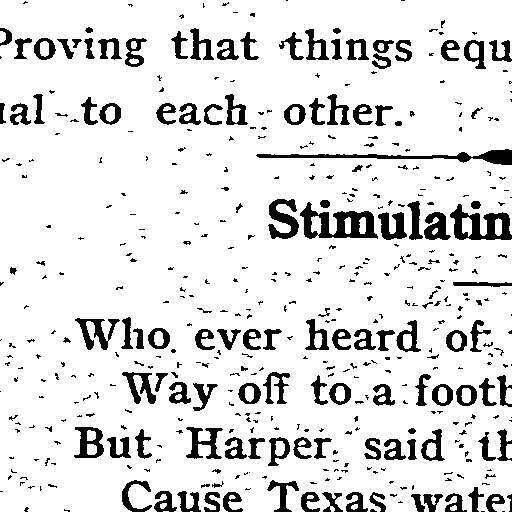 Proving that things equ
ual to each other.
Stimulatin
Who ever heard of
Way off to a footb
But Harper said th
Cause Texas water